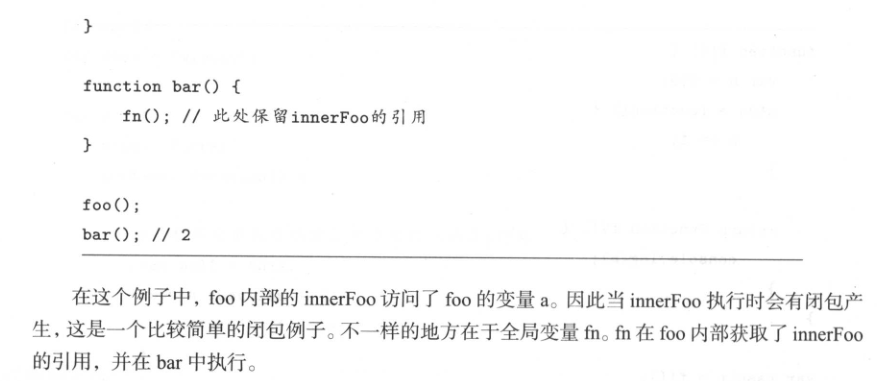 }
function bar() {
fn(); // 此处保留innerFoo的引用
}
foo();
bar(); // 2
在这个例子中，foo 内部的 innerFoo 访问了 foo 的变量 a。因此当 innerFoo 执行时会有闭包产
生，这是一个比较简单的闭包例子。不一样的地方在于全局变量 fn。fn 在 foo 内部获取了 innerFoo
的引用，并在 bar 中执行。